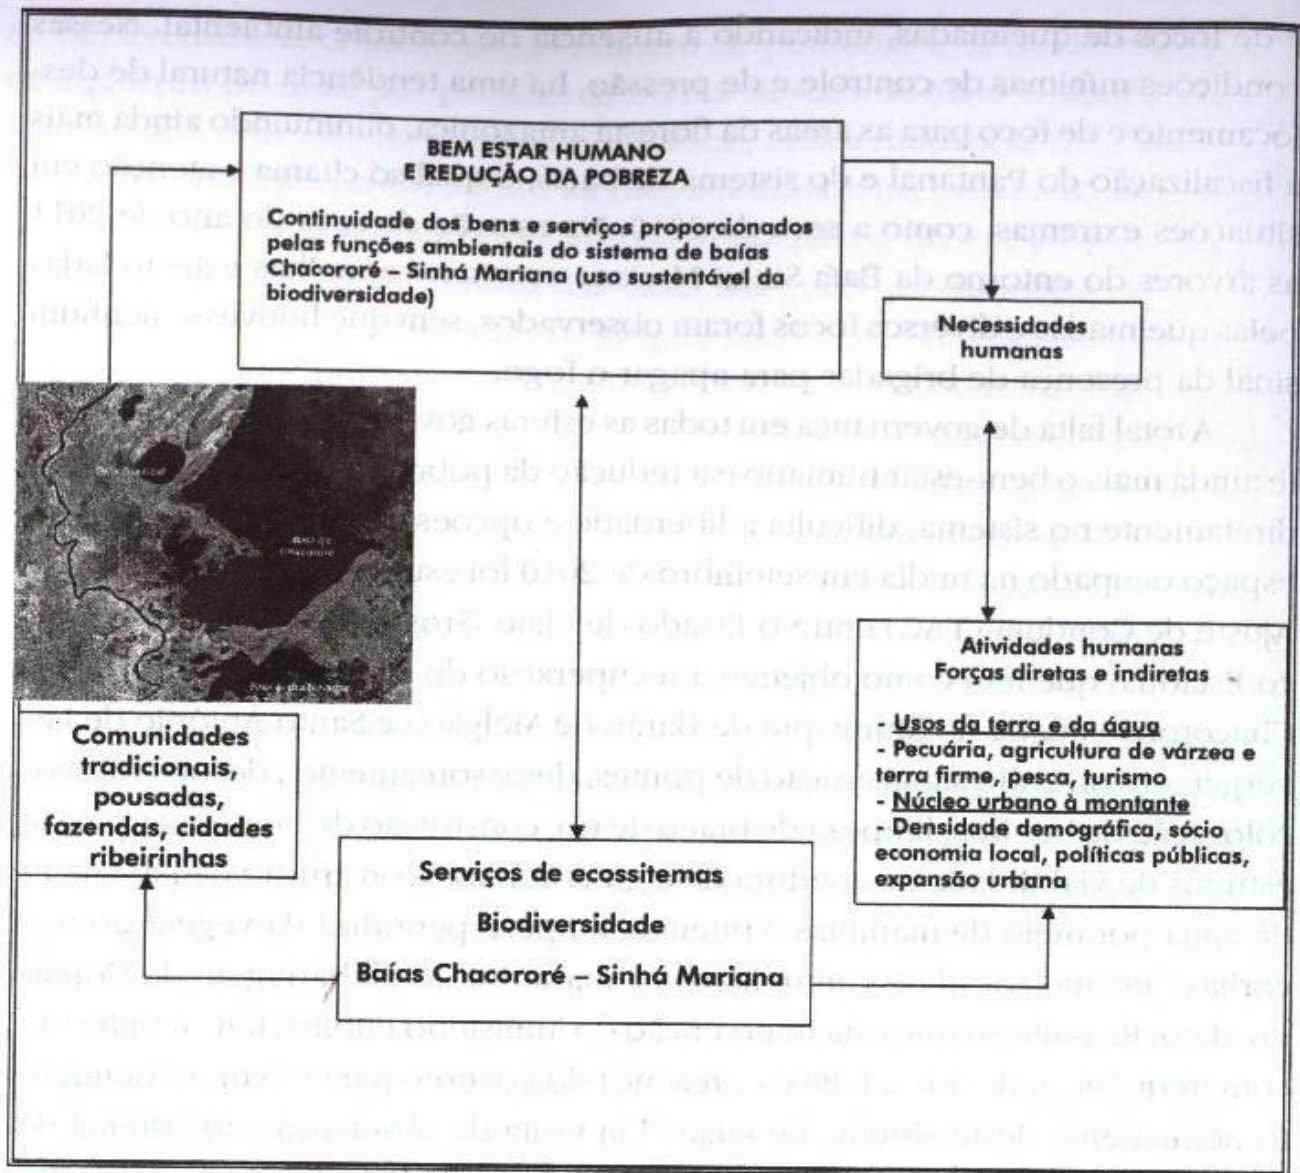 BEM ESTAR HUMANO
E REDUÇÃO DA POBREZA
Continuidade dos bens e serviços proporcionados
pelas funções ambientais do sistema de baías
Chacororé – Sinhá Mariana (uso sustentável da
biodiversidade)
Necessidades
humanas
Atividades humanas
Forças diretas e indiretas
- Usos da terra e da água
- Pecuária, agricultura de várzea e
terra firme, pesca, turismo
- Núcleo urbano à montante
- Densidade demográfica, sócio
economia local, políticas públicas,
expansão urbana
Comunidades
tradicionais,
pousadas,
fazendas, cidades
ribeirinhas
Serviços de ecossitemas
Biodiversidade
Baías Chacororé – Sinhá Mariana